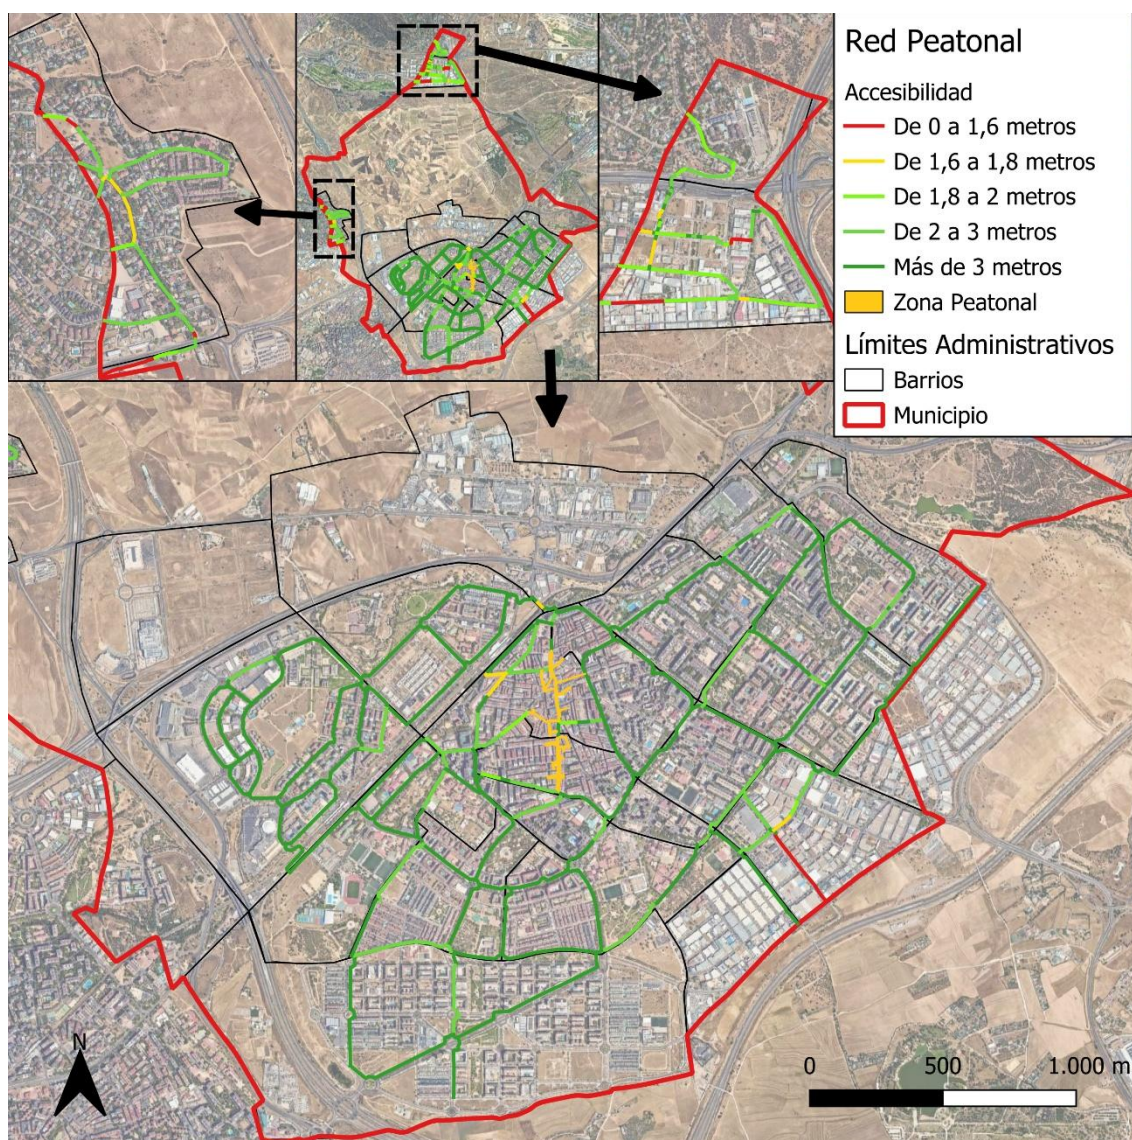 Red Peatonal
Accesibilidad
De 0 a 1,6 metros
De 1,6 a 1,8 metros
De 1,8 a 2 metros
De 2 a 3 metros
Más de 3 metros
Zona Peatonal
Límites Administrativos
Barrios
Municipio
N
0 500 1.000 m